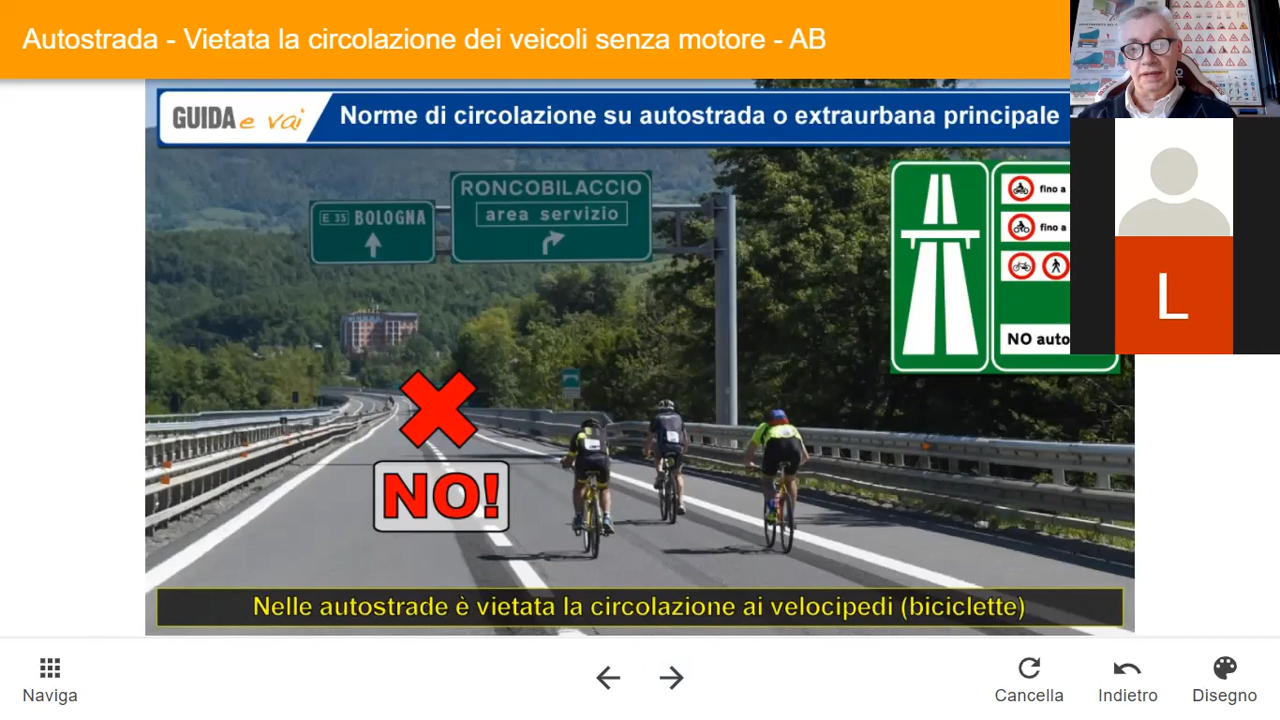 Autostrada - Vietata la circolazione dei veicoli senza motore - AB
GUIDA e vai
Norme di circolazione su autostrada o extraurbana principale
RONCOBILACCIO
area servizio
E 35 BOLOGNA
fino a
fino a
NO auto
L
NO!
Nelle autostrade è vietata la circolazione ai velocipedi (biciclette)
Naviga
Cancella
Indietro
Disegno